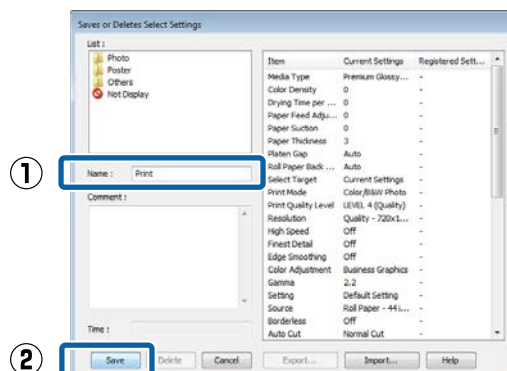 Saves or Deletes Select Settings
List :
Photo
Poster
Others
Not Display
① Name : Print
Comment :
Time :
② Save Delete Cancel
Item Current Settings Registered Sett...
Media Type Premium Glossy... -
Color Density 0 -
Drying Time per ... 0 -
Paper Feed Adju... 0 -
Paper Suction 0 -
Paper Thickness 3 -
Platen Gap Auto -
Roll Paper Back ... Auto -
Select Target Current Settings -
Print Mode Color/B&W Photo -
Print Quality Level LEVEL 4 (Quality) -
Resolution Quality - 720x1... -
High Speed Off -
Finest Detail Off -
Edge Smoothing Off -
Color Adjustment Business Graphics -
Gamma 2.2 -
Setting Default Setting -
Source Roll Paper - 44 i... -
Borderless Off -
Auto Cut Normal Cut -
Export... Import... Help